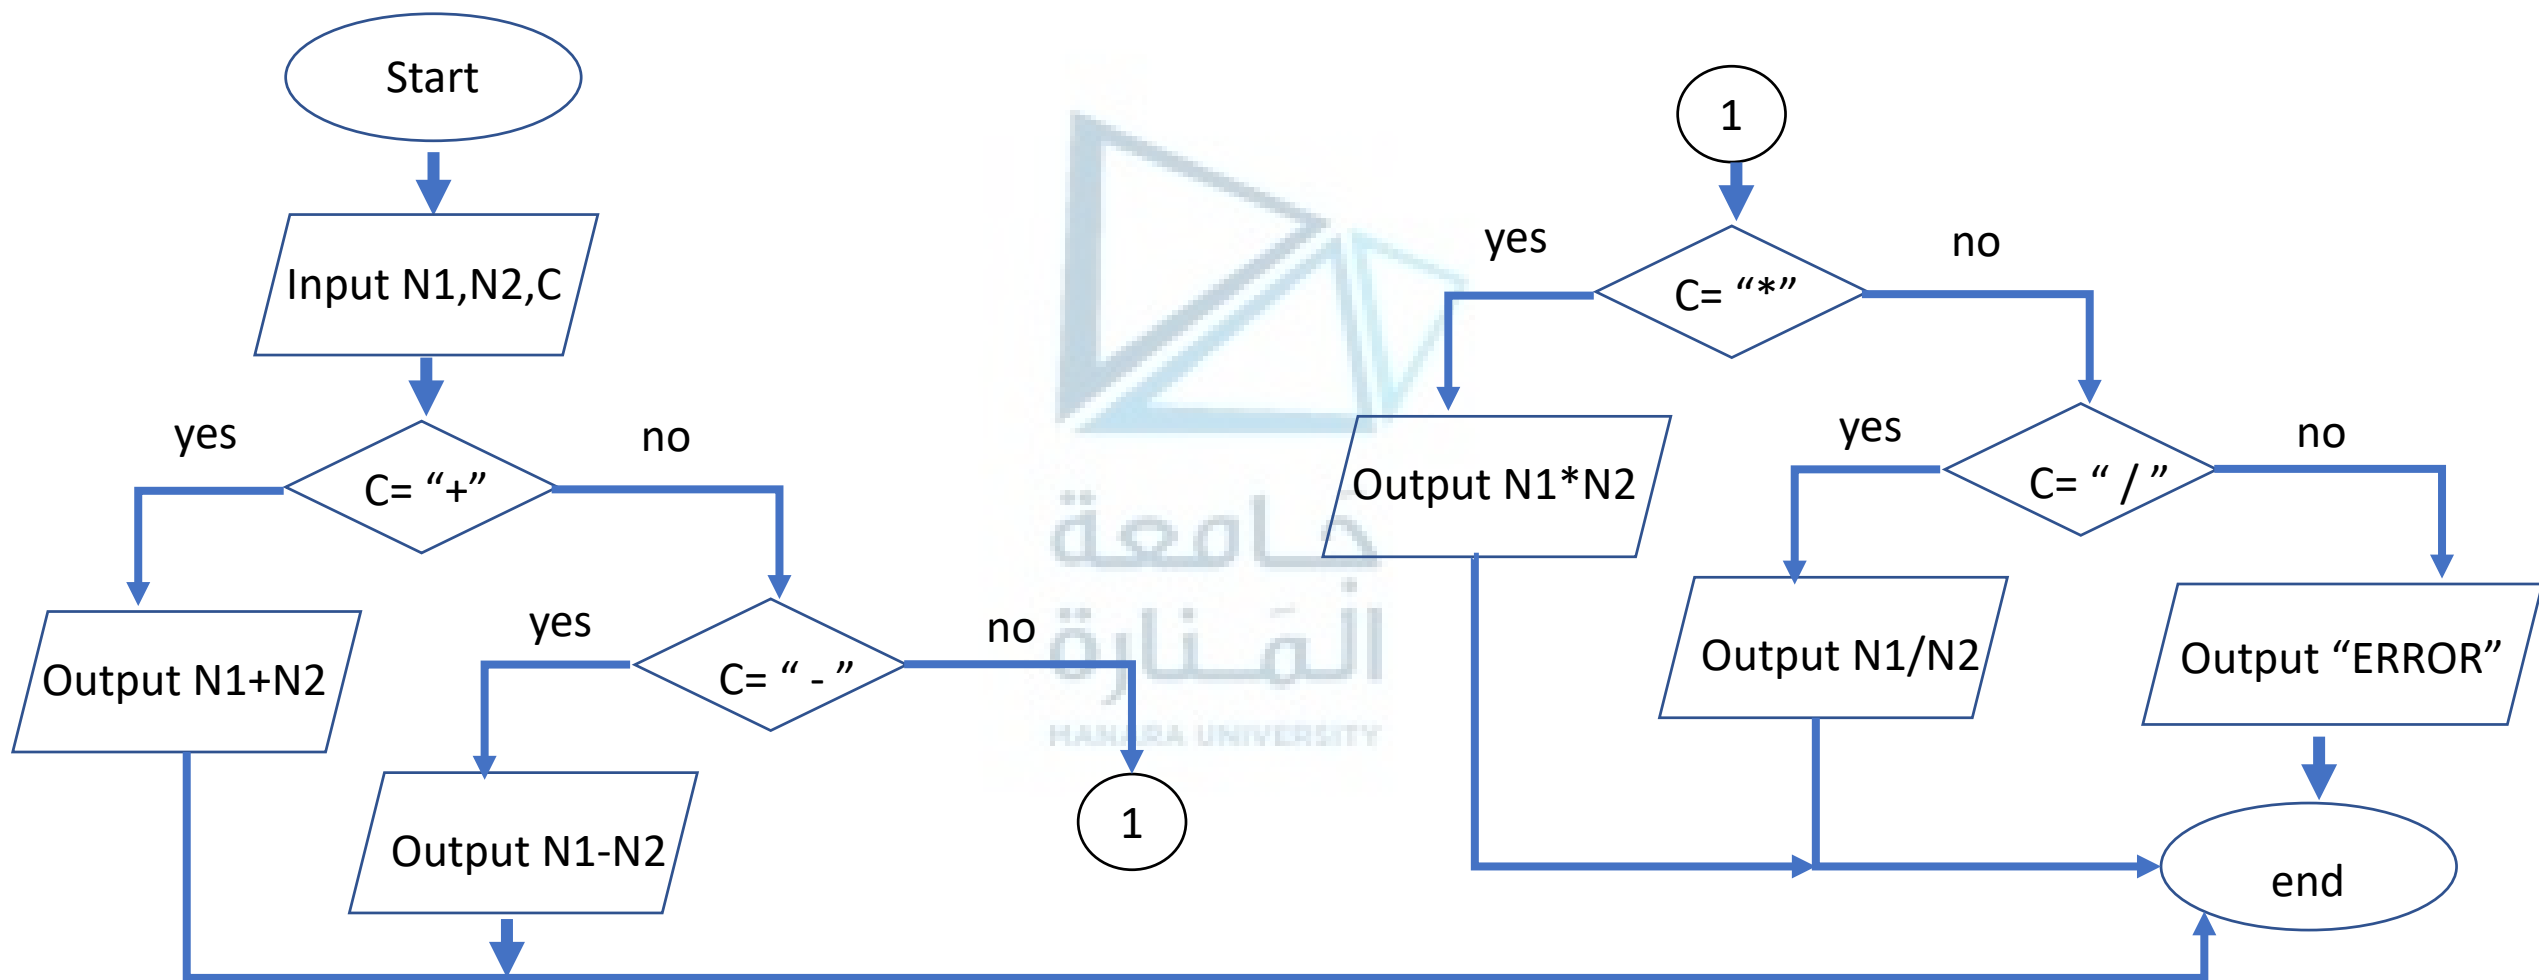 Start
Input N1,N2,C
yes
no
C= “+”
Output N1+N2
yes
no
C= “ - ”
Output N1-N2
1
1
yes
no
C= “*”
Output N1*N2
yes
no
C= “ / ”
Output N1/N2
Output “ERROR”
end
جامعة
المنارة
MANARA UNIVERSITY